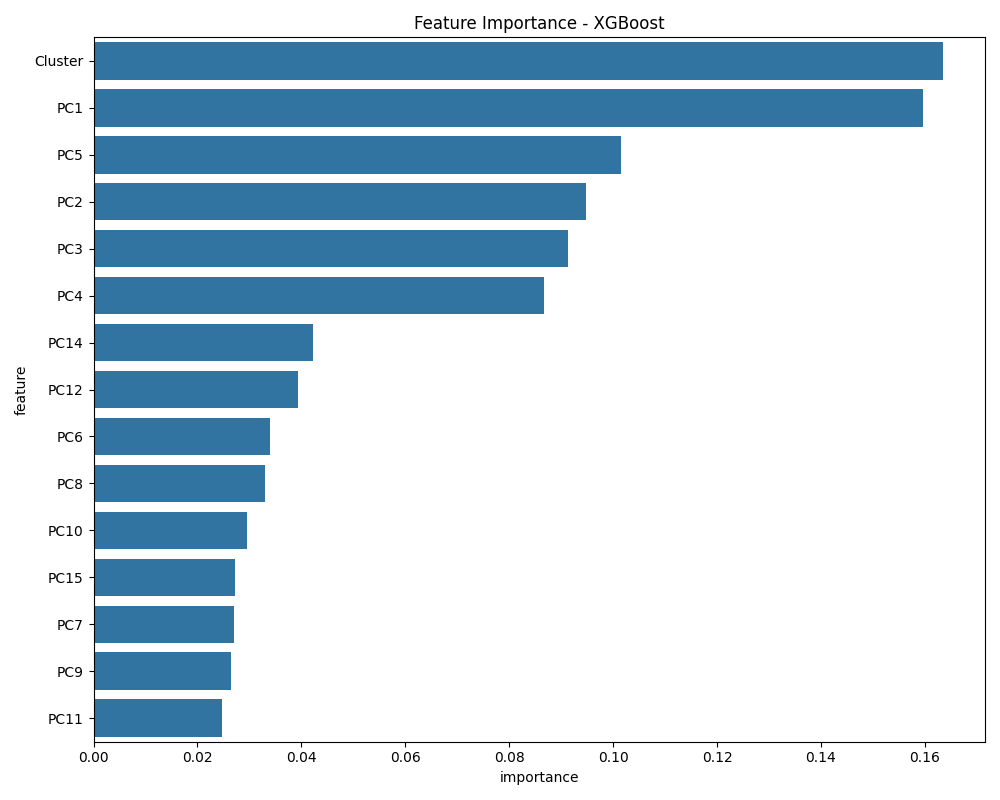 Feature Importance - XGBoost
Cluster
PC1
PC5
PC2
PC3
PC4
PC14
PC12
PC6
PC8
PC10
PC15
PC7
PC9
PC11
feature
0.00 0.02 0.04 0.06 0.08 0.10 0.12 0.14 0.16
importance